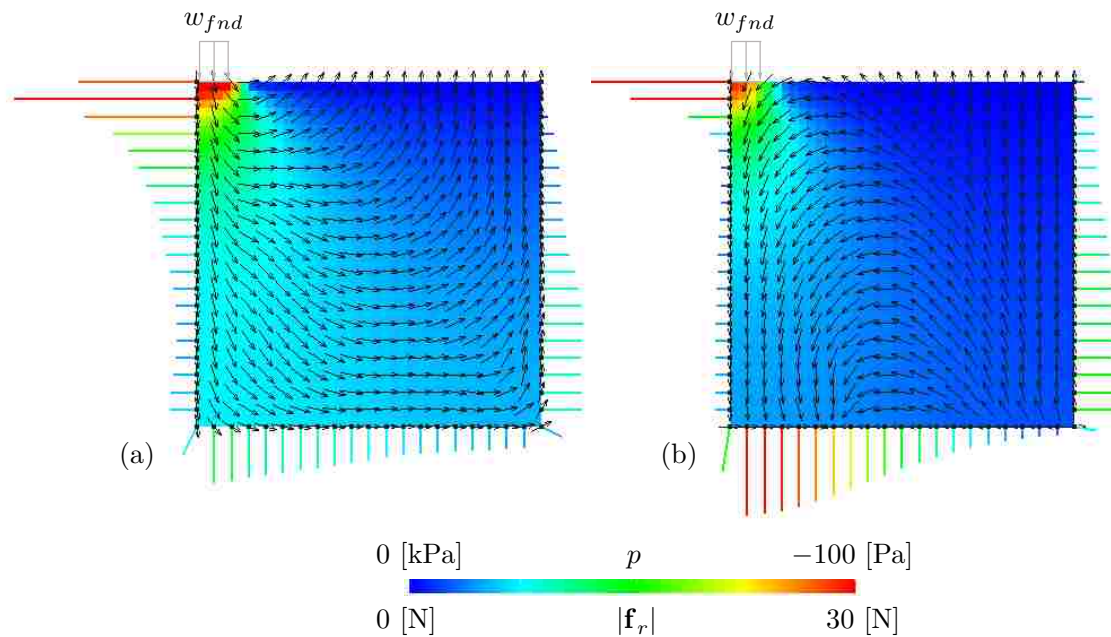 w_{fnd} w_{fnd}
(a) (b)
0 [kPa] p −100 [Pa]
0 [N] |f_r| 30 [N]